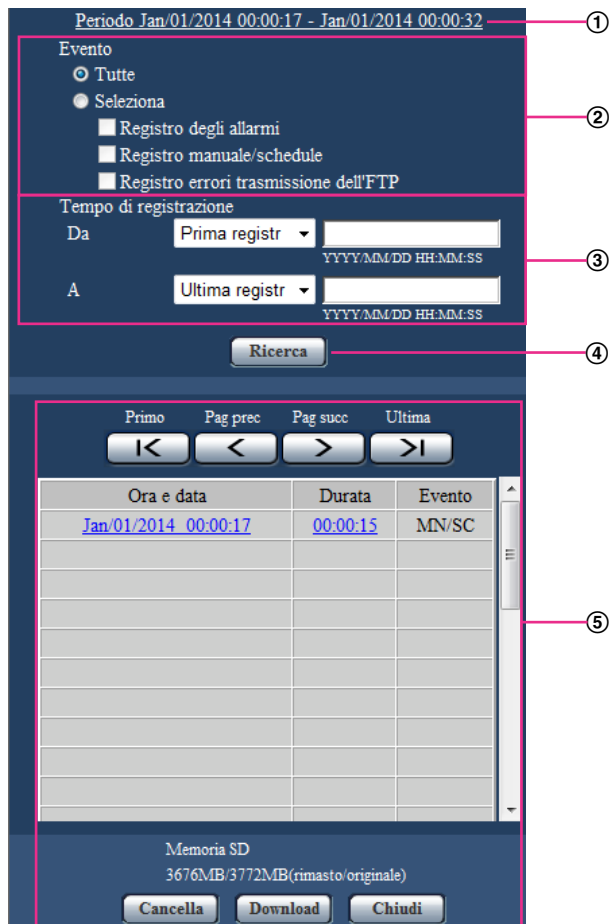 Periodo Jan/01/2014 00:00:17 - Jan/01/2014 00:00:32 ①
Evento
Tutte
Seleziona
②
Registro degli allarmi
Registro manuale/schedule
Registro errori trasmissione dell'FTP
Tempo di registrazione
Da Prima registr
YYYY/MM/DD HH:MM:SS
③
A Ultima registr
YYYY/MM/DD HH:MM:SS
Ricerca ④
Primo Pag prec Pag succ Ultima
Ora e data Durata Evento
Jan/01/2014 00:00:17 00:00:15 MN/SC
⑤
Memoria SD
3676MB/3772MB(rimasto/originale)
Cancella Download Chiudi